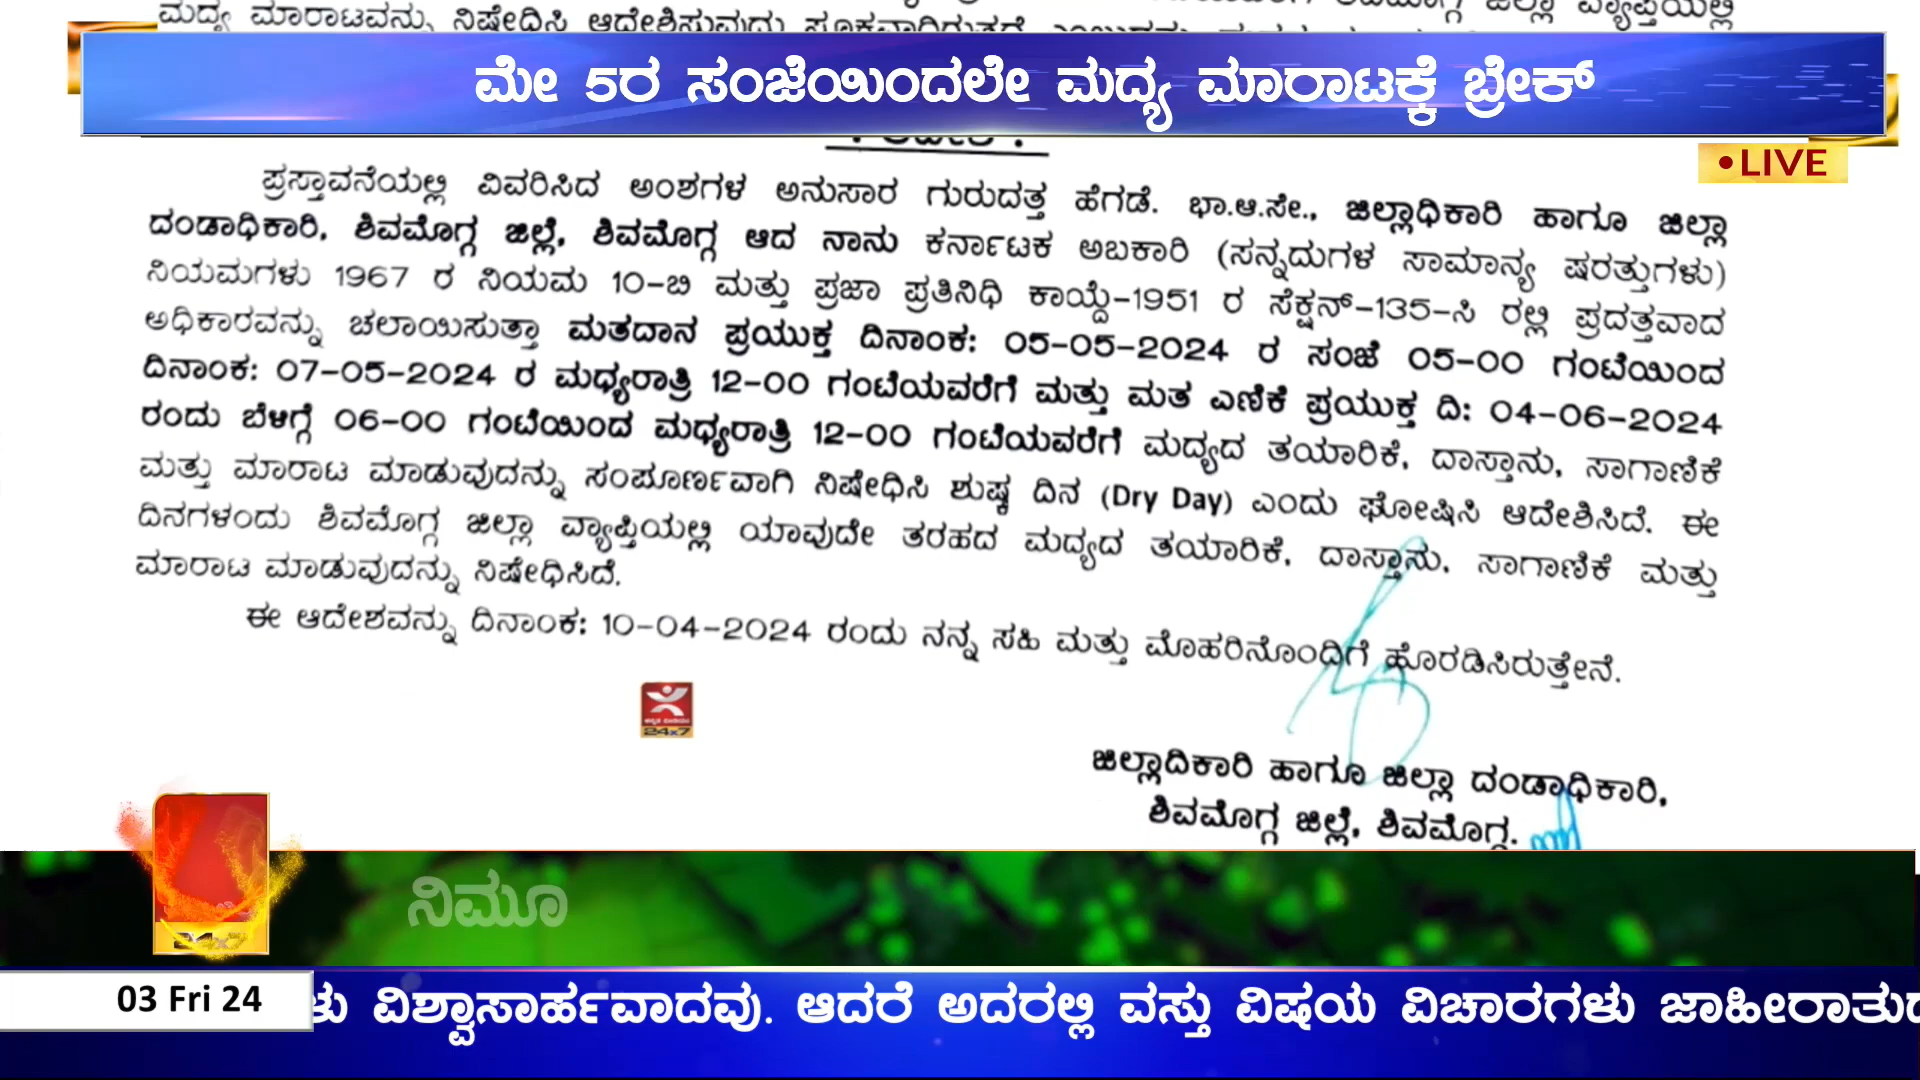 ಮದ್ಯ ಮಾರಾಟವನ್ನು ನಿಷೇಧಿಸಿ ಆದೇಶಿಸುವುದು
ಮೇ 5ರ ಸಂಜೆಯಿಂದಲೇ ಮದ್ಯ ಮಾರಾಟಕ್ಕೆ ಬ್ರೇಕ್
• LIVE
ಪ್ರಸ್ತಾವನೆಯಲ್ಲಿ ವಿವರಿಸಿದ ಅಂಶಗಳ ಅನುಸಾರ ಗುರುದತ್ತ ಹೆಗಡೆ. ಭಾ.ಆ.ಸೇ., ಜಿಲ್ಲಾಧಿಕಾರಿ ಹಾಗೂ ಜಿಲ್ಲಾ
ದಂಡಾಧಿಕಾರಿ, ಶಿವಮೊಗ್ಗ ಜಿಲ್ಲೆ, ಶಿವಮೊಗ್ಗ ಆದ ನಾನು ಕರ್ನಾಟಕ ಅಬಕಾರಿ (ಸನ್ನದುಗಳ ಸಾಮಾನ್ಯ ಷರತ್ತುಗಳು)
ನಿಯಮಗಳು 1967 ರ ನಿಯಮ 10-ಬಿ ಮತ್ತು ಪ್ರಜಾ ಪ್ರತಿನಿಧಿ ಕಾಯ್ದೆ-1951 ರ ಸೆಕ್ಷನ್-135-ಸಿ ರಲ್ಲಿ ಪ್ರದತ್ತವಾದ
ಅಧಿಕಾರವನ್ನು ಚಲಾಯಿಸುತ್ತಾ ಮತದಾನ ಪ್ರಯುಕ್ತ ದಿನಾಂಕ: 05-05-2024 ರ ಸಂಜೆ 05-00 ಗಂಟೆಯಿಂದ
ದಿನಾಂಕ: 07-05-2024 ರ ಮಧ್ಯರಾತ್ರಿ 12-00 ಗಂಟೆಯವರೆಗೆ ಮತ್ತು ಮತ ಎಣಿಕೆ ಪ್ರಯುಕ್ತ ದಿ: 04-06-2024
ರಂದು ಬೆಳಗ್ಗೆ 06-00 ಗಂಟೆಯಿಂದ ಮಧ್ಯರಾತ್ರಿ 12-00 ಗಂಟೆಯವರೆಗೆ ಮದ್ಯದ ತಯಾರಿಕೆ, ದಾಸ್ತಾನು, ಸಾಗಾಣಿಕೆ
ಮತ್ತು ಮಾರಾಟ ಮಾಡುವುದನ್ನು ಸಂಪೂರ್ಣವಾಗಿ ನಿಷೇಧಿಸಿ ಶುಷ್ಕ ದಿನ (Dry Day) ಎಂದು ಘೋಷಿಸಿ ಆದೇಶಿಸಿದೆ. ಈ
ದಿನಗಳಂದು ಶಿವಮೊಗ್ಗ ಜಿಲ್ಲಾ ವ್ಯಾಪ್ತಿಯಲ್ಲಿ ಯಾವುದೇ ತರಹದ ಮದ್ಯದ ತಯಾರಿಕೆ, ದಾಸ್ತಾನು, ಸಾಗಾಣಿಕೆ ಮತ್ತು
ಮಾರಾಟ ಮಾಡುವುದನ್ನು ನಿಷೇಧಿಸಿದೆ.
ಈ ಆದೇಶವನ್ನು ದಿನಾಂಕ: 10-04-2024 ರಂದು ನನ್ನ ಸಹಿ ಮತ್ತು ಮೊಹರಿನೊಂದಿಗೆ ಹೊರಡಿಸಿರುತ್ತೇನೆ.
24x7
ಜಿಲ್ಲಾದಿಕಾರಿ ಹಾಗೂ ಜಿಲ್ಲಾ ದಂಡಾಧಿಕಾರಿ,
ಶಿವಮೊಗ್ಗ ಜಿಲ್ಲೆ, ಶಿವಮೊಗ್ಗ.
ನಿಮೂ
24x7
03 Fri 24
ವಿಶ್ವಾಸಾರ್ಹವಾದವು. ಆದರೆ ಅದರಲ್ಲಿ ವಸ್ತು ವಿಷಯ ವಿಚಾರಗಳು